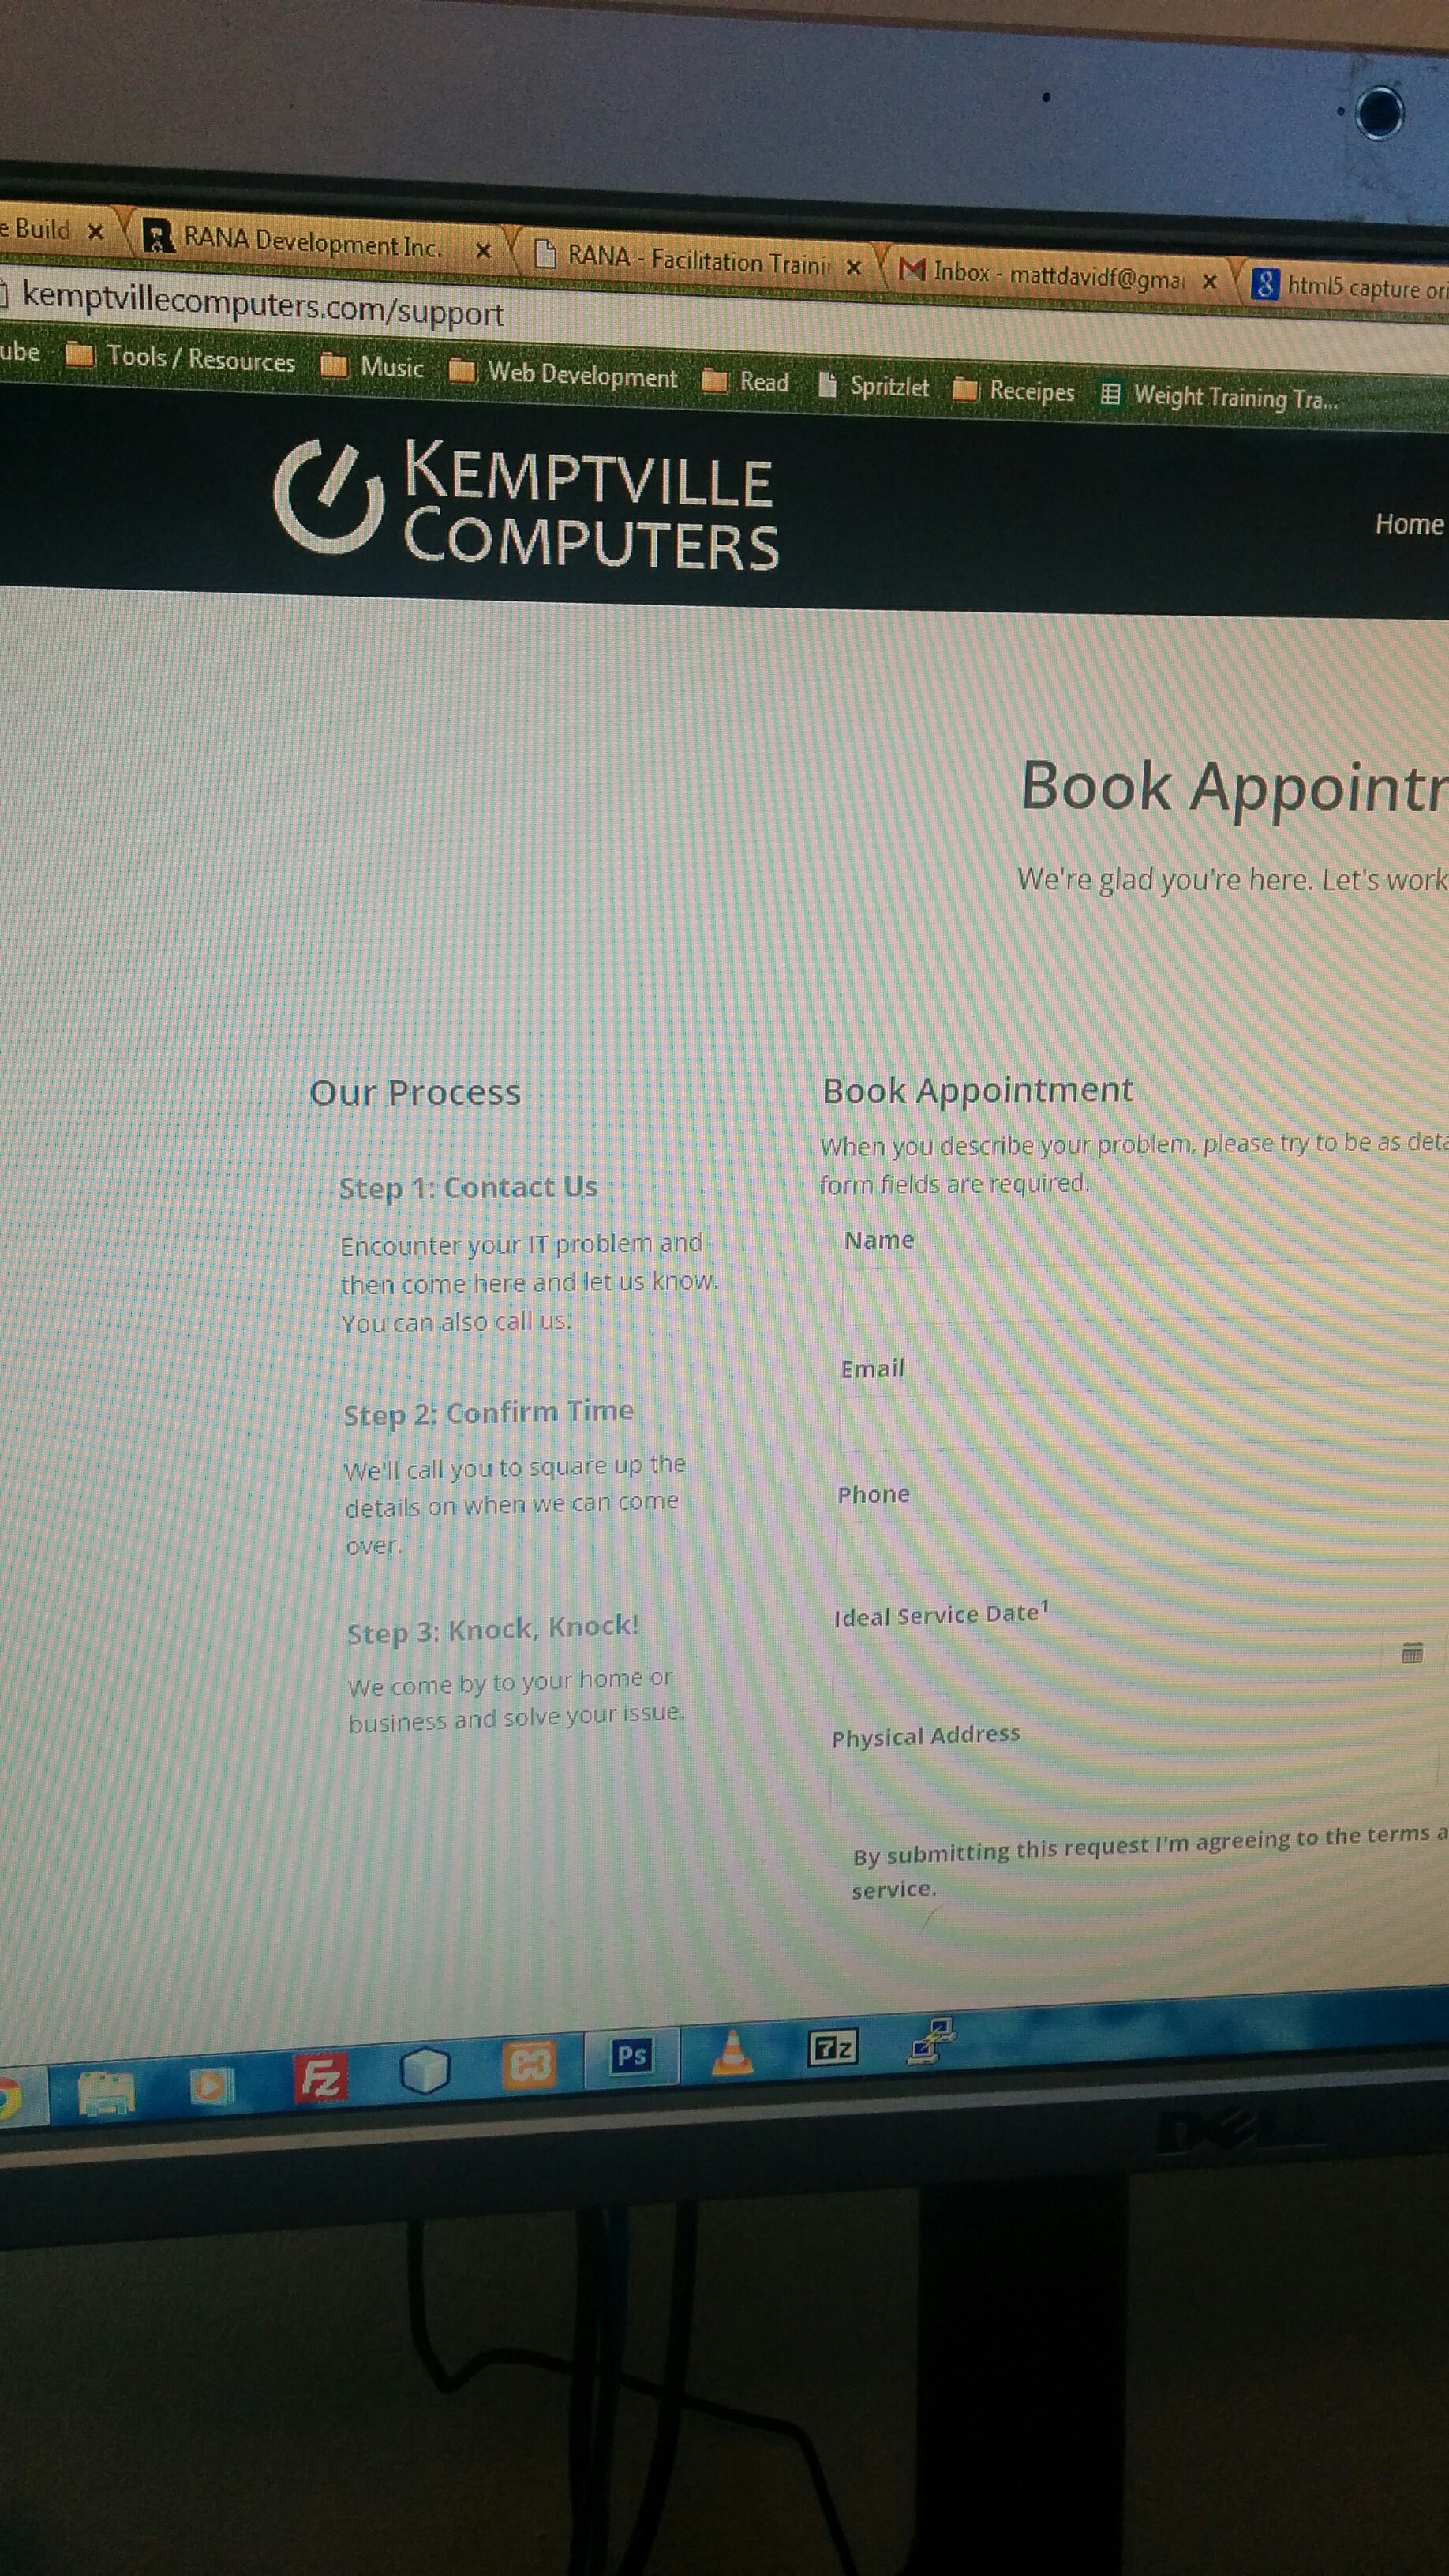 e Build
RANA Development Inc.
RANA - Facilitation Trainin
Inbox - mattdavidf@gmai
html5 capture ori
kemptvillecomputers.com/support
ube
Tools / Resources
Music
Web Development
Read
Spritzlet
Receipes
Weight Training Tra...
KEMPTVILLE
COMPUTERS
Home
Book Appointm
We're glad you're here. Let's work
Our Process
Step 1: Contact Us
Encounter your IT problem and
then come here and let us know.
You can also call us.
Step 2: Confirm Time
We'll call you to square up the
details on when we can come
over.
Step 3: Knock, Knock!
We come by to your home or
business and solve your issue.
Book Appointment
When you describe your problem, please try to be as deta
form fields are required.
Name
Email
Phone
Ideal Service Date¹
Physical Address
By submitting this request I'm agreeing to the terms a
service.
Fz
Ps
7z
DELL